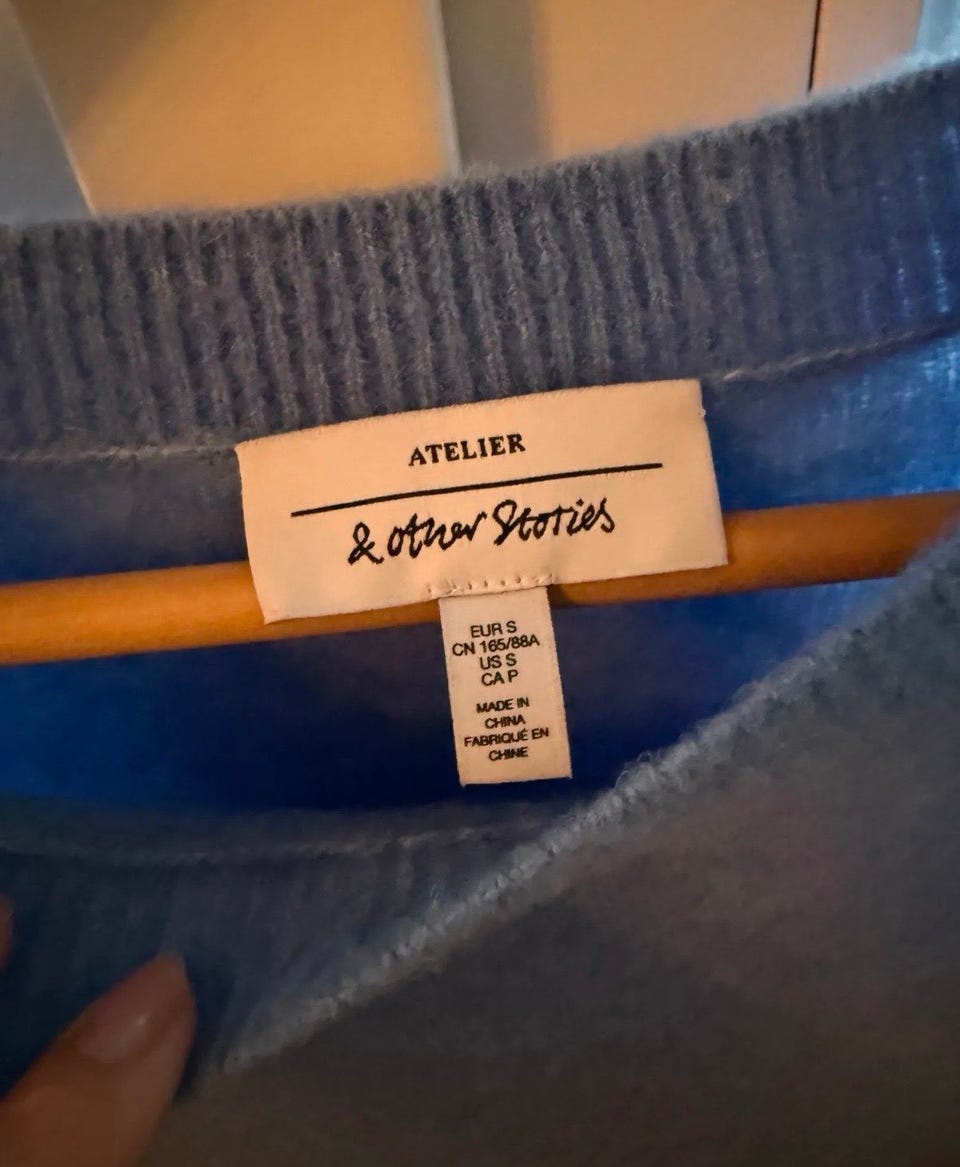 ATELIER
& other Stories
EUR S
CN 165/88A
US S
CA P
MADE IN
CHINA
FABRIQUÉ EN
CHINE